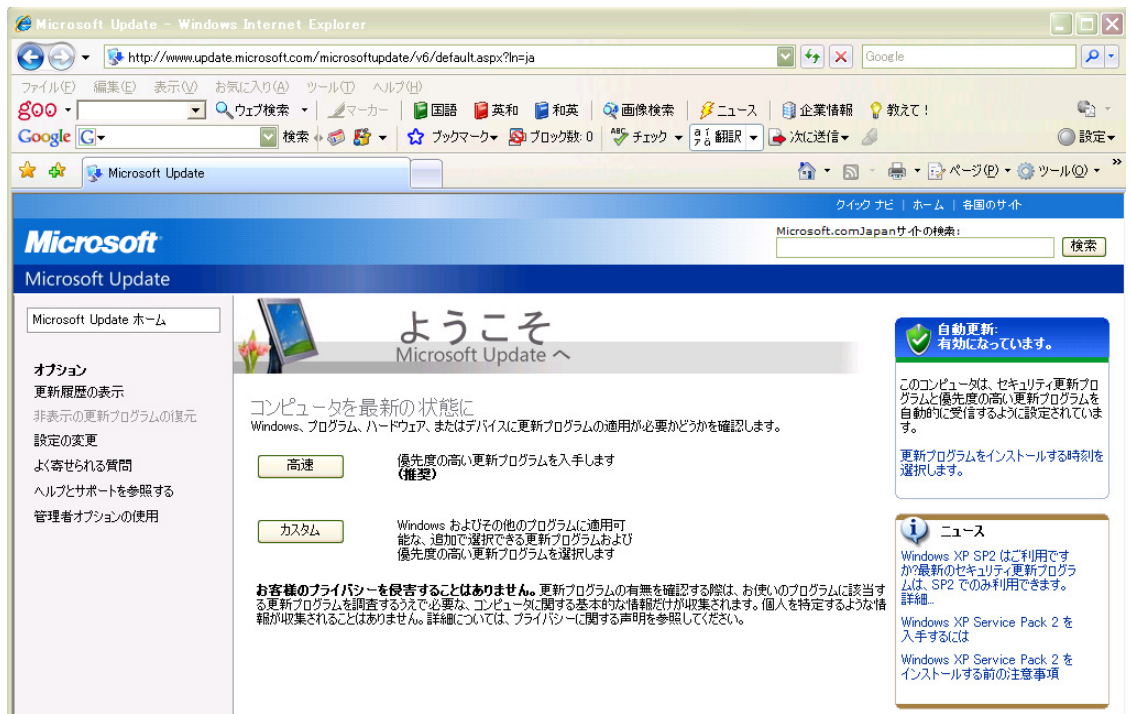 Microsoft Update - Windows Internet Explorer
http://www.update.microsoft.com/microsoftupdate/v6/default.aspx?ln=ja
Google
ファイル(F) 編集(E) 表示(V) お気に入り(A) ツール(T) ヘルプ(H)
goo ウェブ検索 マーカー 国語 英和 和英 画像検索 ニュース 企業情報 教えて!
Google G 検索 ブックマーク ブロック数: 0 チェック 翻訳 次に送信 設定
Microsoft Update
ページ(P) ツール(O) »
クイック ナビ | ホーム | 各国のサイト
Microsoft
Microsoft.comJapanサイトの検索:
検索
Microsoft Update
Microsoft Update ホーム
オプション
更新履歴の表示
非表示の更新プログラムの復元
設定の変更
よく寄せられる質問
ヘルプとサポートを参照する
管理者オプションの使用
ようこそ
Microsoft Update へ
コンピュータを最新の状態に
Windows、プログラム、ハードウェア、またはデバイスに更新プログラムの適用が必要かどうかを確認します。
高速
優先度の高い更新プログラムを入手します
(推奨)
カスタム
Windows およびその他のプログラムに適用可
能な、追加で選択できる更新プログラムおよび
優先度の高い更新プログラムを選択します
お客様のプライバシーを侵害することはありません。更新プログラムの有無を確認する際は、お使いのプログラムに該当す
る更新プログラムを調査するうえで必要な、コンピュータに関する基本的な情報だけが収集されます。個人を特定するような情
報が収集されることはありません。詳細については、プライバシーに関する声明を参照してください。
自動更新:
有効になっています。
このコンピュータは、セキュリティ更新プロ
グラムと優先度の高い更新プログラムを
自動的に受信するように設定されていま
す。
更新プログラムをインストールする時刻を
選択します。
ニュース
Windows XP SP2 はご利用です
か?最新のセキュリティ更新プログラ
ムは、SP2 でのみ利用できます。
詳細...
Windows XP Service Pack 2 を
入手するには
Windows XP Service Pack 2 を
インストールする前の注意事項